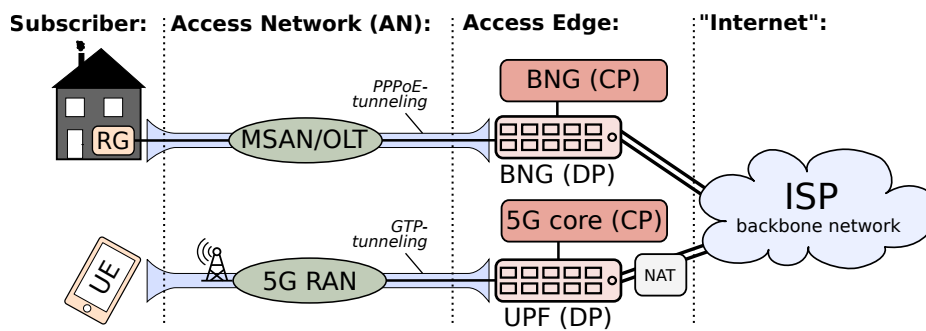 Subscriber: Access Network (AN): Access Edge: "Internet":
PPPoE-
tunneling
BNG (CP)
RG
MSAN/OLT
BNG (DP)
ISP
backbone network
GTP-
tunneling
5G core (CP)
UE
5G RAN
NAT
UPF (DP)